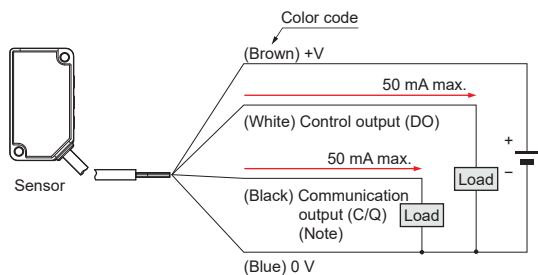 Color code
(Brown) +V
50 mA max.
(White) Control output (DO)
+
50 mA max.
Load
−
Sensor
(Black) Communication
output (C/Q)
Load
(Note)
(Blue) 0 V